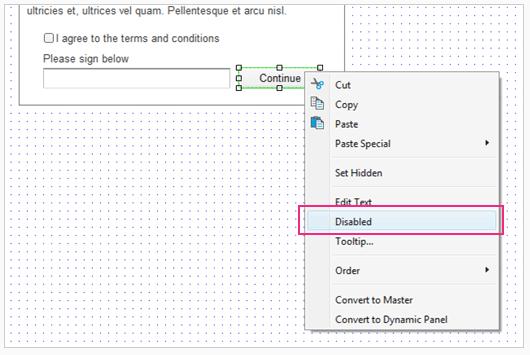 ultricies et, ultrices vel quam. Pellentesque et arcu nisl.
I agree to the terms and conditions
Please sign below
Continue
Cut
Copy
Paste
Paste Special
Set Hidden
Edit Text
Disabled
Tooltip...
Order
Convert to Master
Convert to Dynamic Panel